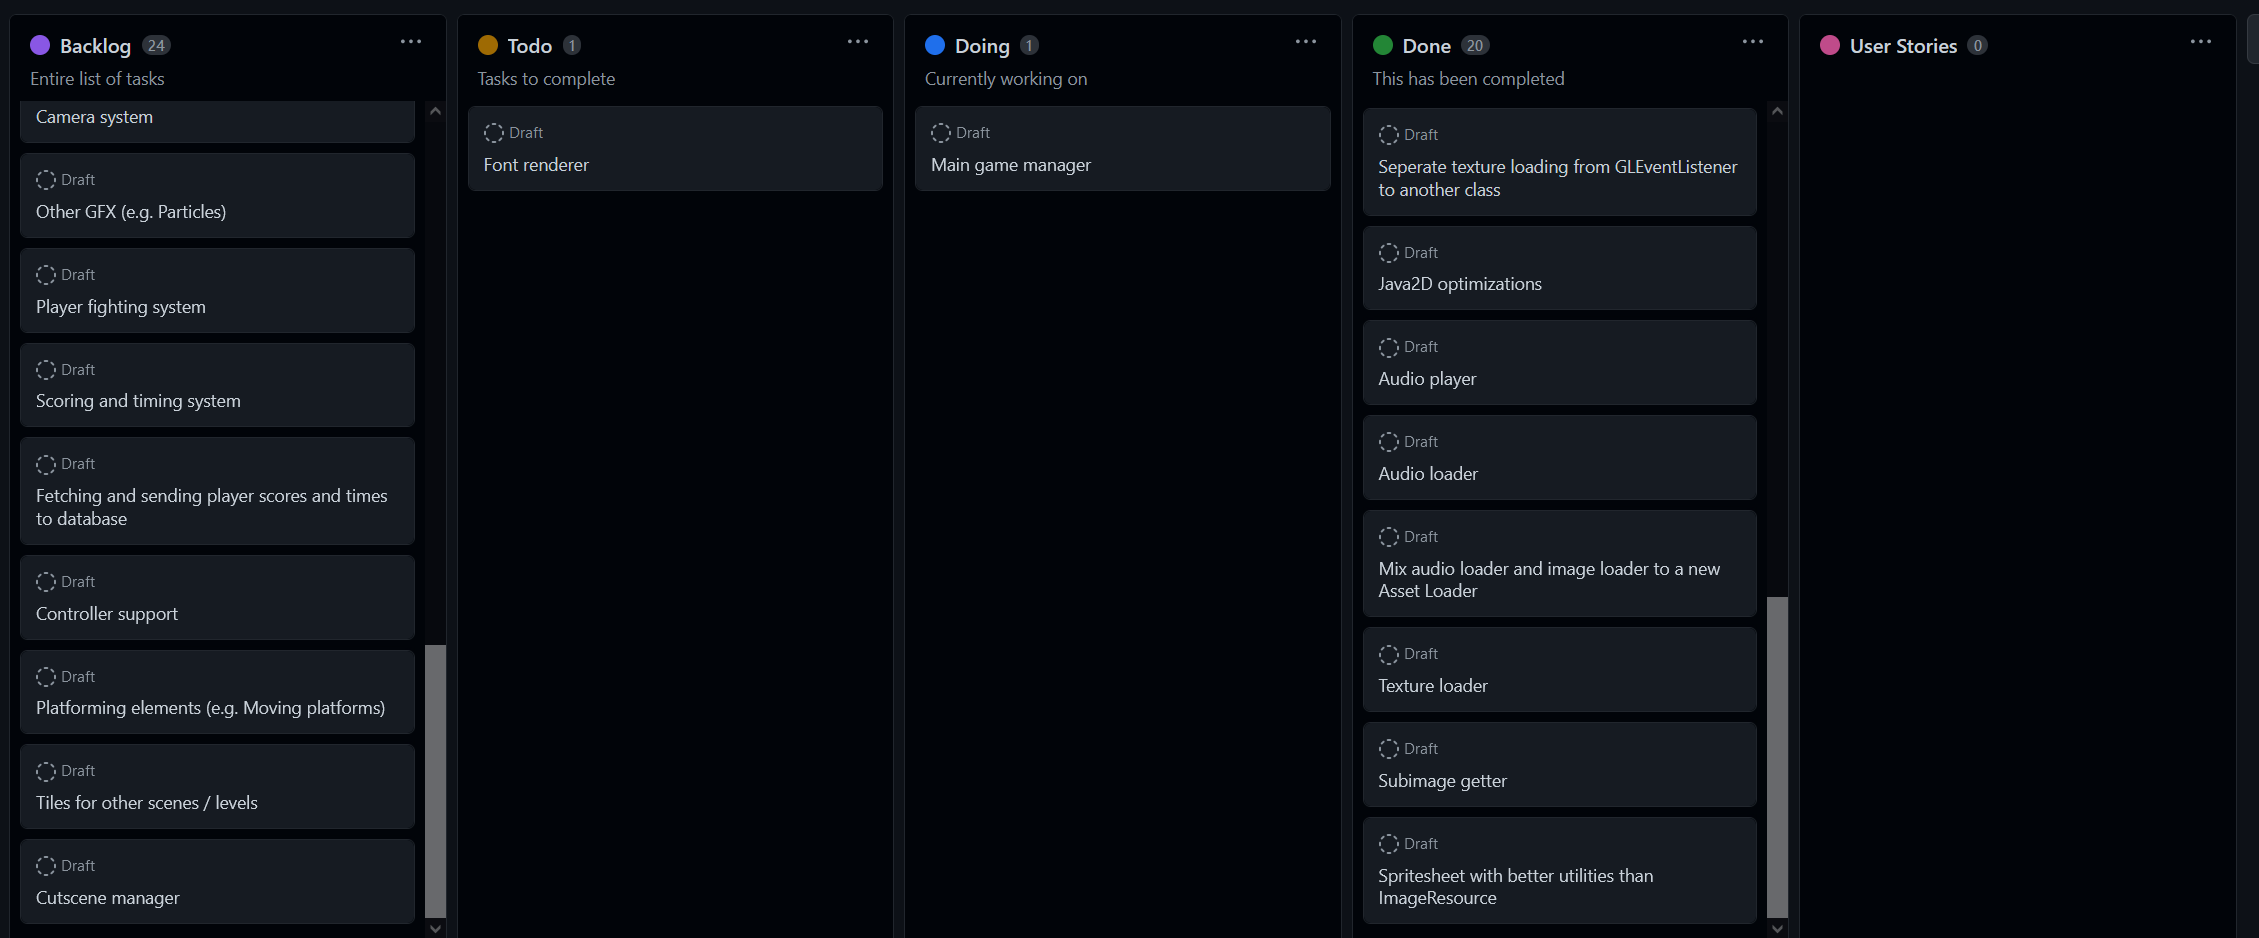 Backlog 24
Entire list of tasks
Camera system
Draft
Other GFX (e.g. Particles)
Draft
Player fighting system
Draft
Scoring and timing system
Draft
Fetching and sending player scores and times
to database
Draft
Controller support
Draft
Platforming elements (e.g. Moving platforms)
Draft
Tiles for other scenes / levels
Draft
Cutscene manager
Todo 1
Tasks to complete
Draft
Font renderer
Doing 1
Currently working on
Draft
Main game manager
Done 20
This has been completed
Draft
Seperate texture loading from GLEventListener
to another class
Draft
Java2D optimizations
Draft
Audio player
Draft
Audio loader
Draft
Mix audio loader and image loader to a new
Asset Loader
Draft
Texture loader
Draft
Subimage getter
Draft
Spritesheet with better utilities than
ImageResource
User Stories 0